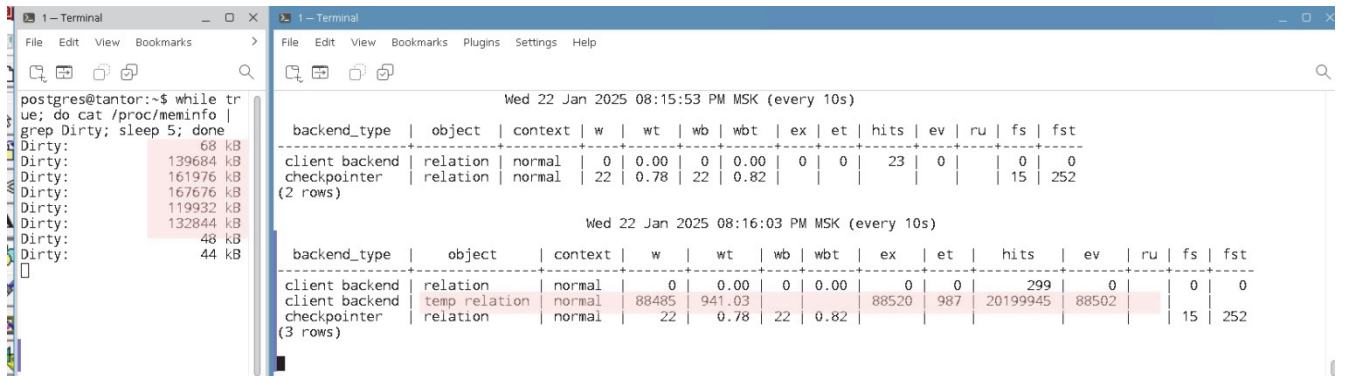 1 — Terminal
File Edit View Bookmarks >
postgres@tantor:~$ while tr
ue; do cat /proc/meminfo |
grep Dirty; sleep 5; done
Dirty: 68 kB
Dirty: 139684 kB
Dirty: 161976 kB
Dirty: 167676 kB
Dirty: 119932 kB
Dirty: 132844 kB
Dirty: 48 kB
Dirty: 44 kB
1 — Terminal
File Edit View Bookmarks Plugins Settings Help
Wed 22 Jan 2025 08:15:53 PM MSK (every 10s)
backend_type | object | context | w | wt | wb | wbt | ex | et | hits | ev | ru | fs | fst
----------------+----------+---------+----+------+----+------+----+----+------+----+----+----+-----
client backend | relation | normal | 0 | 0.00 | 0 | 0.00 | 0 | 0 | 23 | 0 | | 0 | 0
checkpointer | relation | normal | 22 | 0.78 | 22 | 0.82 | | | | | | 15 | 252
(2 rows)
Wed 22 Jan 2025 08:16:03 PM MSK (every 10s)
backend_type | object | context | w | wt | wb | wbt | ex | et | hits | ev | ru | fs | fst
----------------+---------------+---------+-------+--------+----+------+-------+-----+----------+-------+----+----+-----
client backend | relation | normal | 0 | 0.00 | 0 | 0.00 | 0 | 0 | 299 | 0 | | 0 | 0
client backend | temp relation | normal | 88485 | 941.03 | | | 88520 | 987 | 20199945 | 88502 | | |
checkpointer | relation | normal | 22 | 0.78 | 22 | 0.82 | | | | | | 15 | 252
(3 rows)